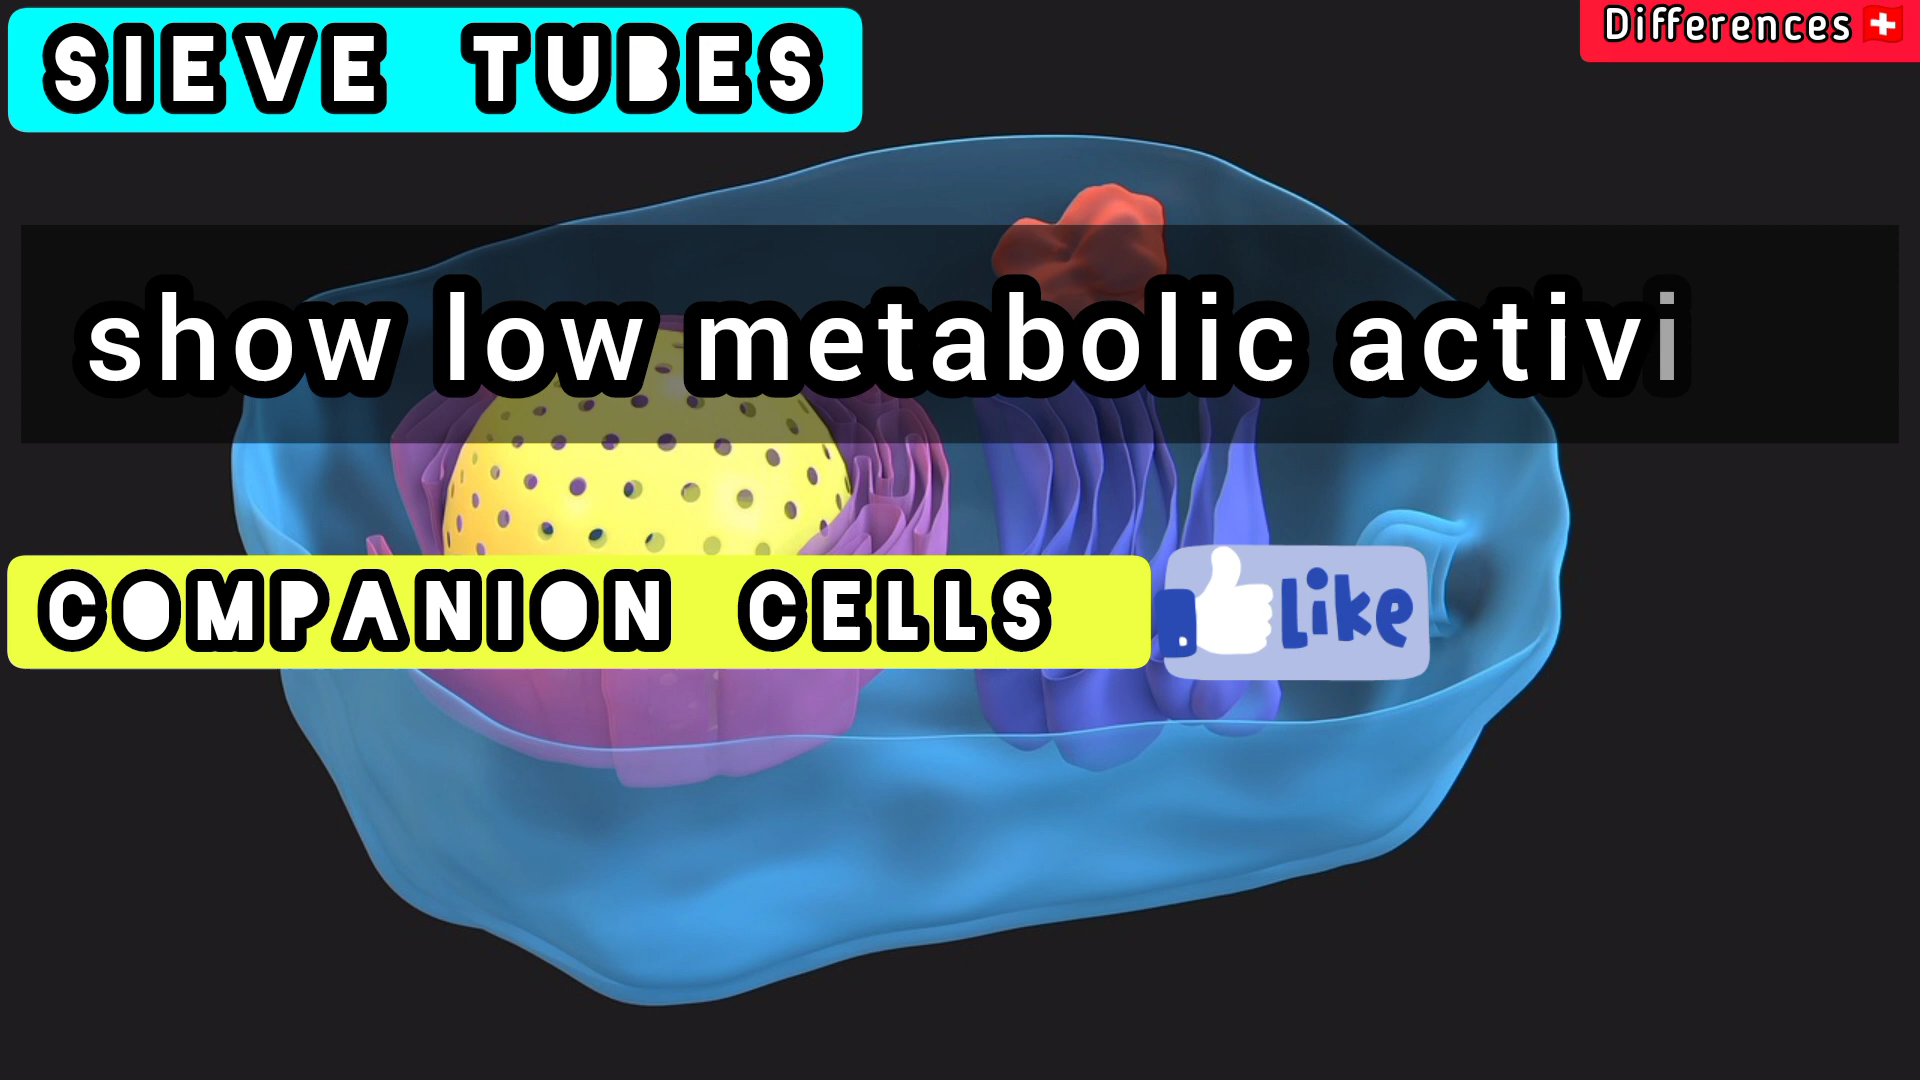 SIEVE TUBES
Differences
show low metabolic activi
COMPANION CELLS
Like